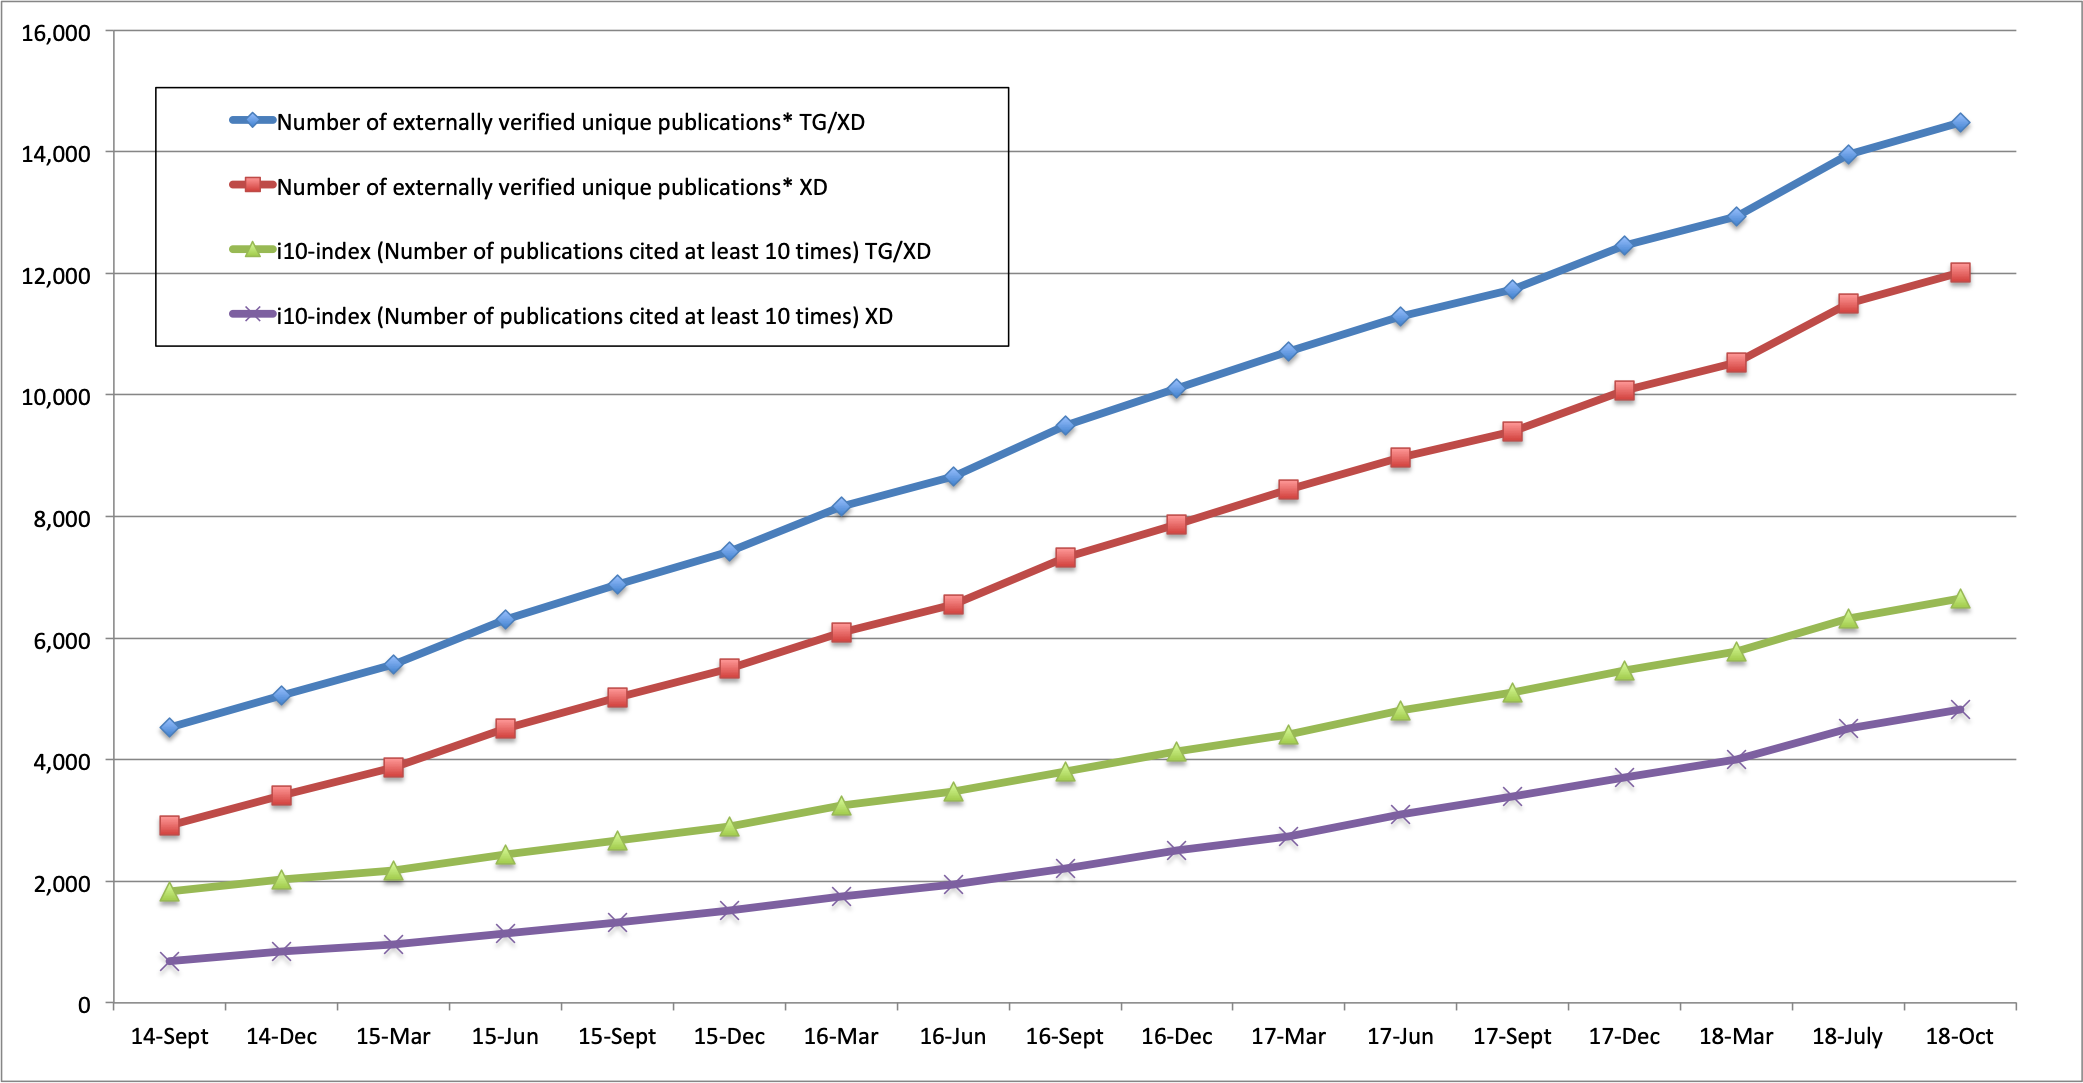 16,000
14,000
12,000
10,000
8,000
6,000
4,000
2,000
0
Number of externally verified unique publications* TG/XD
Number of externally verified unique publications* XD
i10-index (Number of publications cited at least 10 times) TG/XD
i10-index (Number of publications cited at least 10 times) XD
14-Sept 14-Dec 15-Mar 15-Jun 15-Sept 15-Dec 16-Mar 16-Jun 16-Sept 16-Dec 17-Mar 17-Jun 17-Sept 17-Dec 18-Mar 18-July 18-Oct